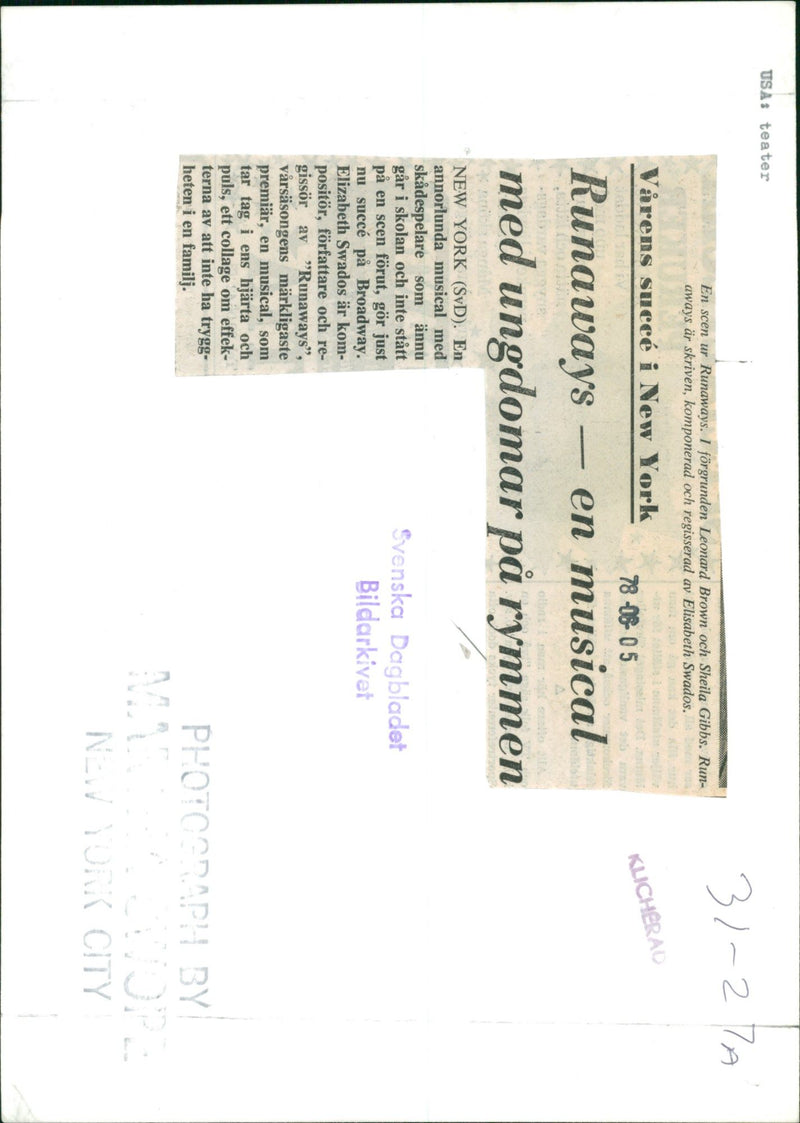 USA: teater
En scen ur Runaways. I förgrunden Leonard Brown och Sheila Gibbs. Run-
aways är skriven, komponerad och regisserad av Elisabeth Swados.
Vårens succé i New York
78-06-05
Runaways — en musical
med ungdomar på rymmen
NEW YORK (SvD). En
annorlunda musical med
skådespelare som ännu
går i skolan och inte stått
på en scen förut, gör just
nu succé på Broadway.
Elizabeth Swados är kom-
positör, författare och re-
gissör av ”Runaways”,
vårsäsongens märkligaste
premiär, en musical, som
tar tag i ens hjärta och
puls, ett collage om effek-
terna av att inte ha trygg-
heten i en familj.
Svenska Dagbladet
Bildarkivet
KLICHERAD
31-27A
PHOTOGRAPH BY
MARTHA SWOPE
NEW YORK CITY